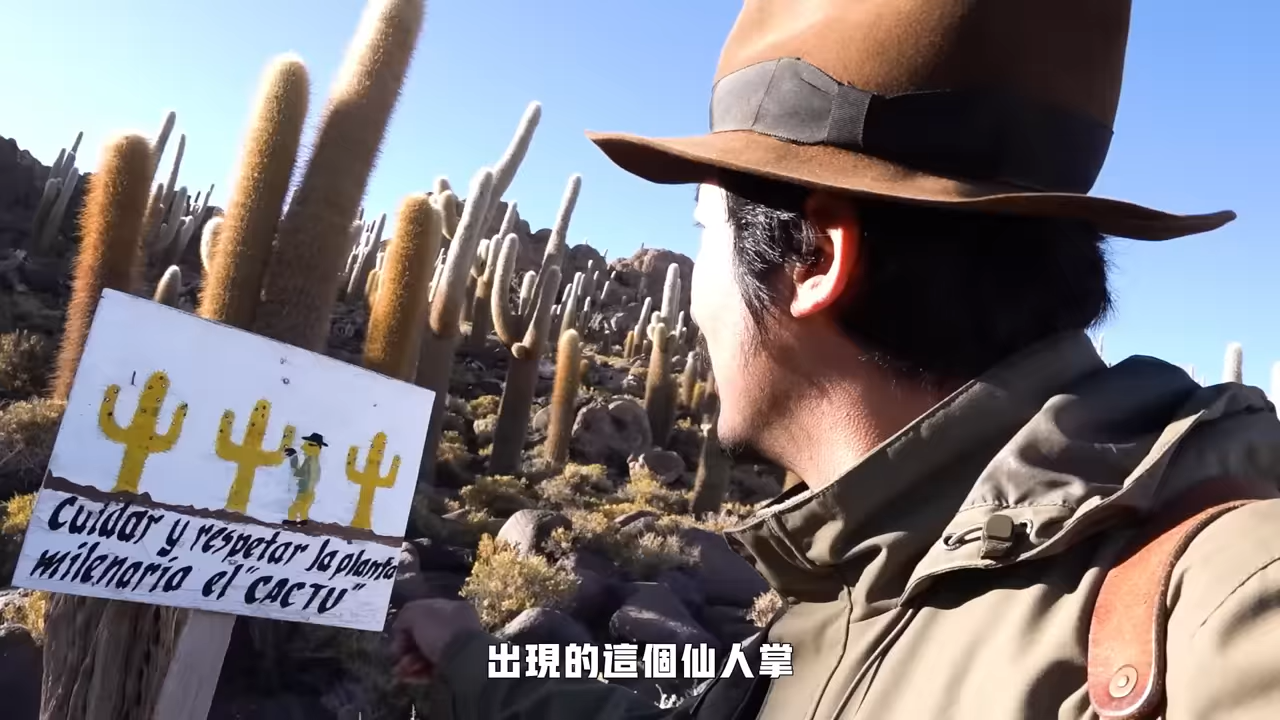 Cuidar y respetar la planta
milenaria el "CACTU"
出現的這個仙人掌